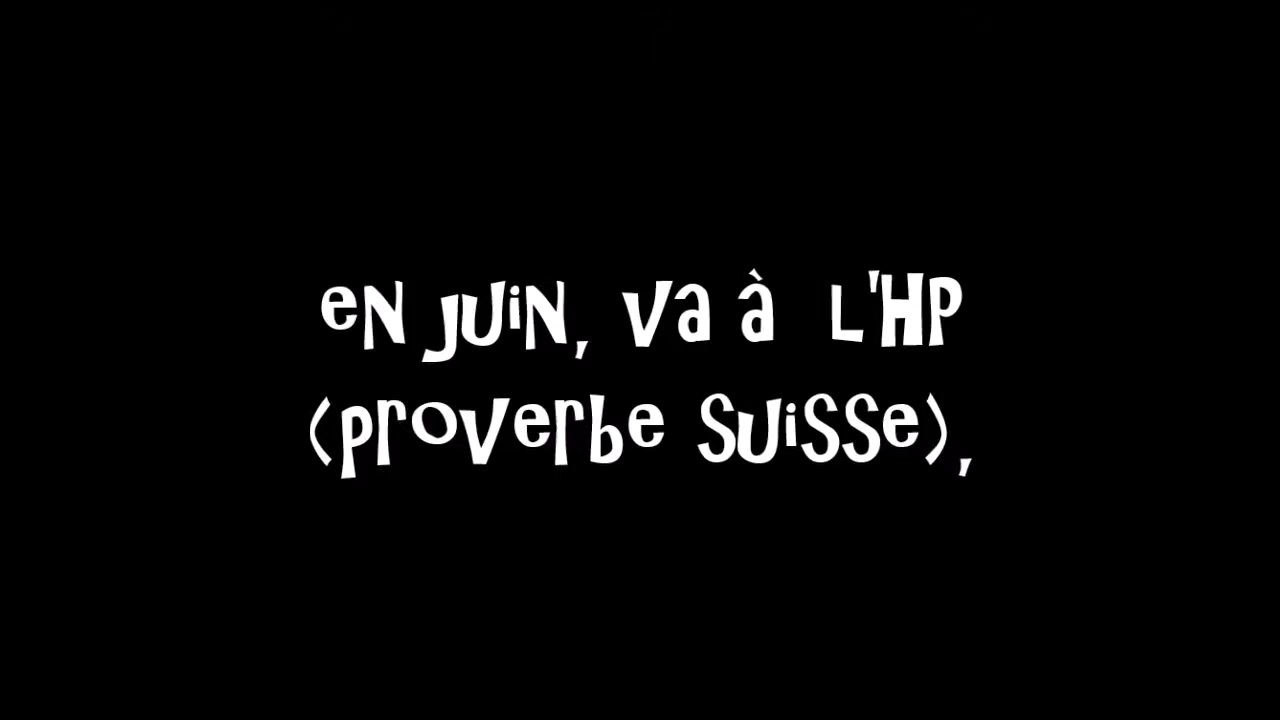 en juin, va à l'HP
(proverbe suisse),